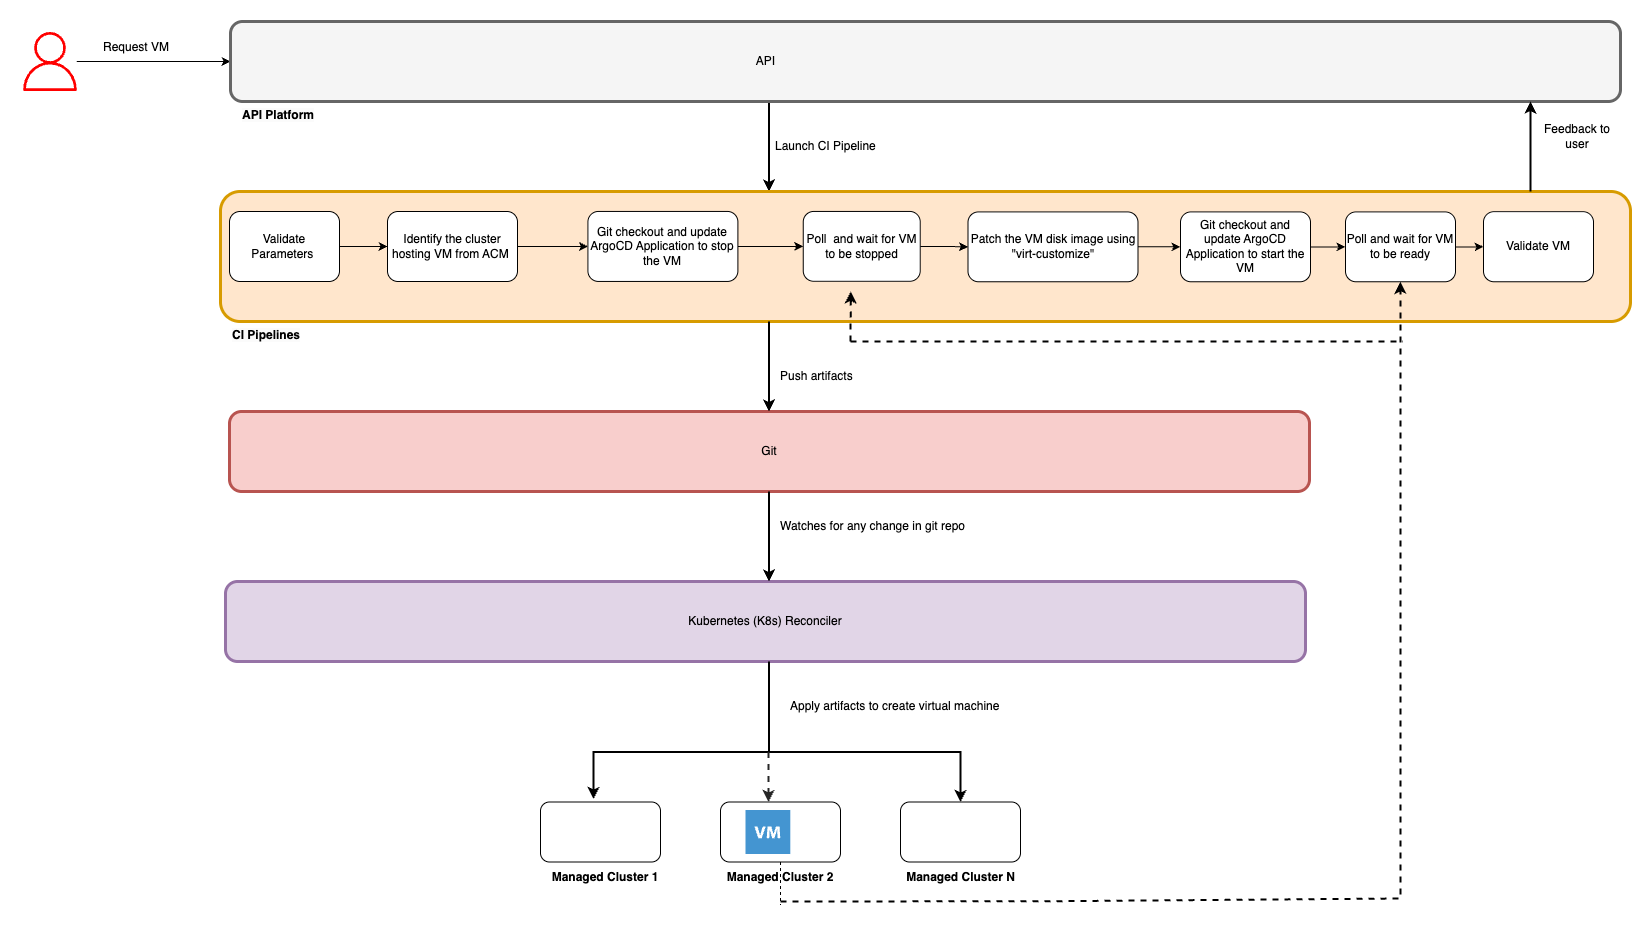 Request VM
API
API Platform
Launch CI Pipeline
Feedback to
user
Validate
Parameters
Identify the cluster
hosting VM from ACM
Git checkout and update
ArgoCD Application to stop
the VM
Poll and wait for VM
to be stopped
Patch the VM disk image using
"virt-customize"
Git checkout and
update ArgoCD
Application to start the
VM
Poll and wait for VM
to be ready
Validate VM
CI Pipelines
Push artifacts
Git
Watches for any change in git repo
Kubernetes (K8s) Reconciler
Apply artifacts to create virtual machine
VM
Managed Cluster 1
Managed Cluster 2
Managed Cluster N